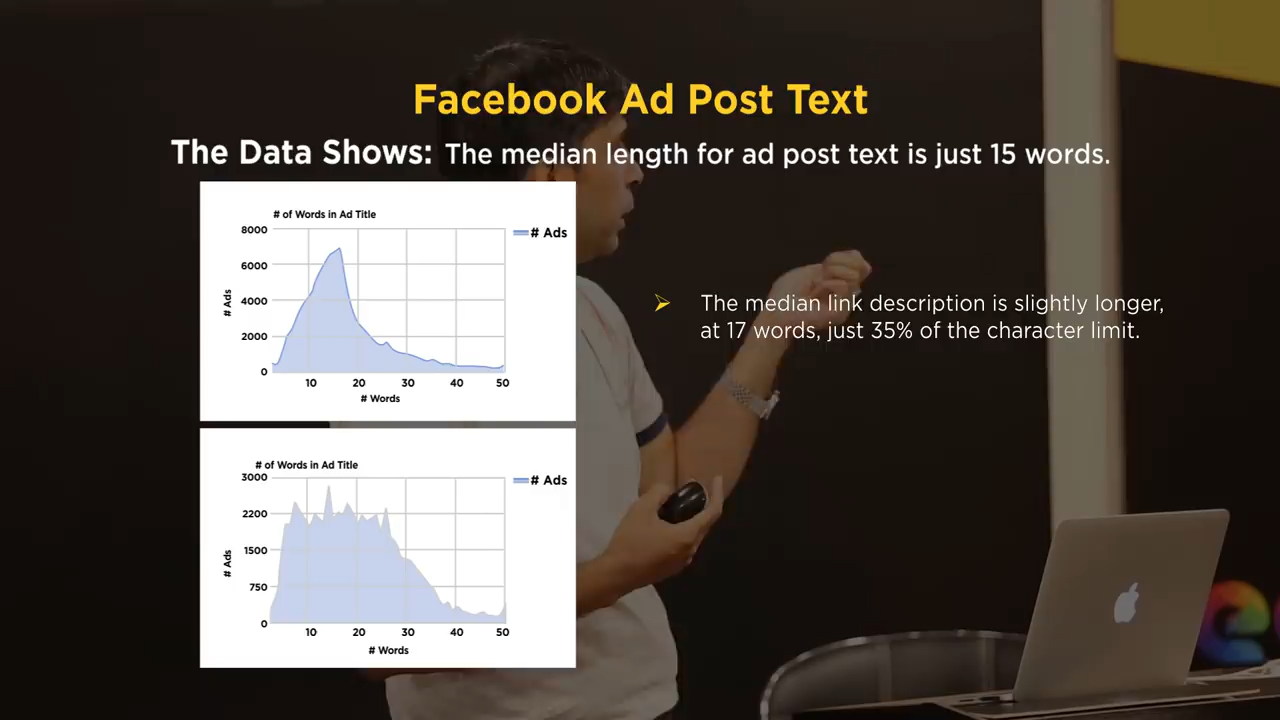 Facebook Ad Post Text
The Data Shows: The median length for ad post text is just 15 words.
# of Words in Ad Title
8000
6000
4000
2000
0
# Ads
10 20 30 40 50
# Words
# Ads
The median link description is slightly longer,
at 17 words, just 35% of the character limit.
# of Words in Ad Title
3000
2200
1500
750
0
# Ads
10 20 30 40 50
# Words
# Ads